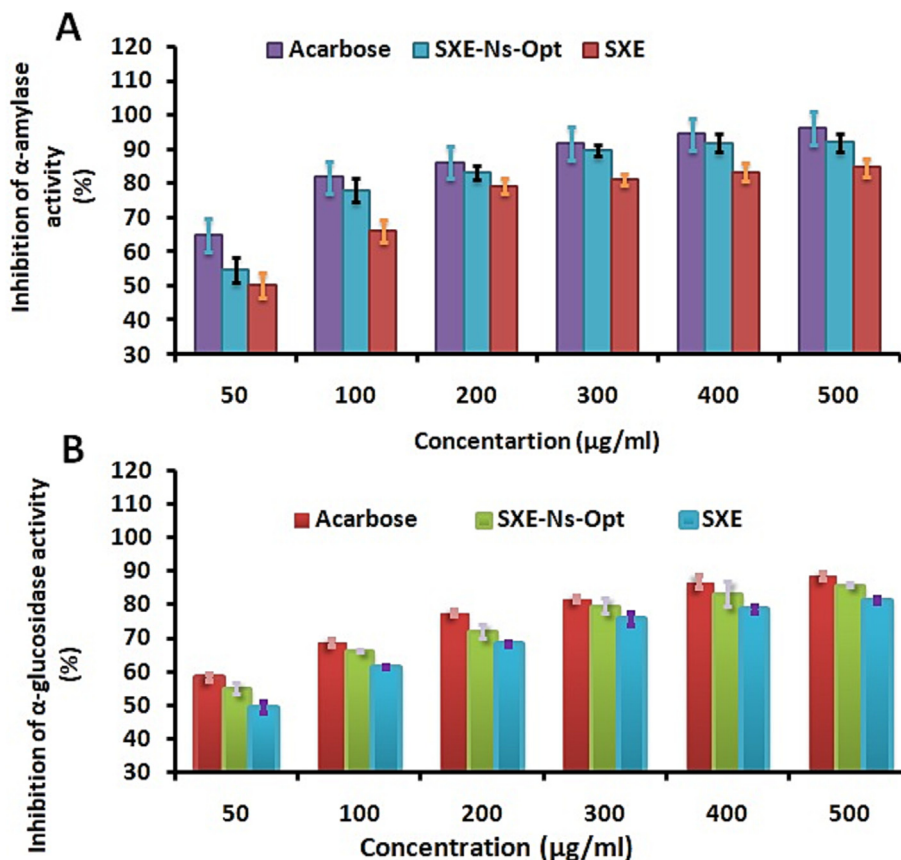 A
Acarbose SXE-Ns-Opt SXE
Inhibition of α-amylase
activity
(%)
120
110
100
90
80
70
60
50
40
30
50 100 200 300 400 500
Concentartion (µg/ml)
B
Acarbose SXE-Ns-Opt SXE
Inhibition of α-glucosidase activity
(%)
120
110
100
90
80
70
60
50
40
30
50 100 200 300 400 500
Concentration (µg/ml)